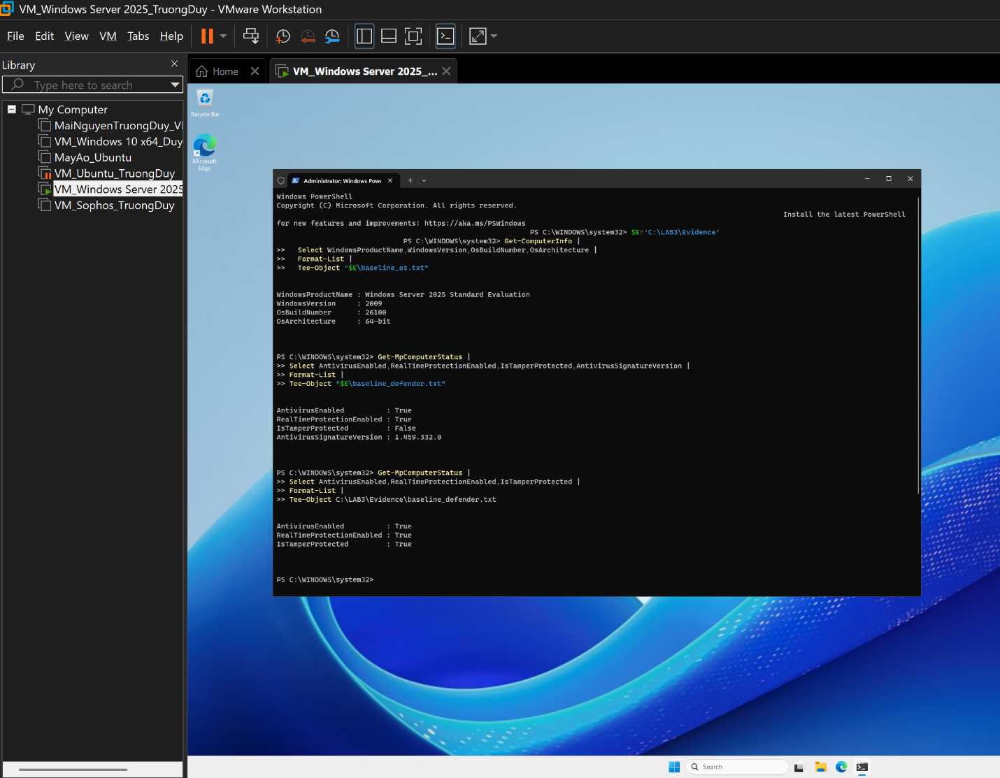 VM_Windows Server 2025_TruongDuy - VMware Workstation
File Edit View VM Tabs Help
Library
Type here to search
Home
VM_Windows Server 2025_...
My Computer
MaiNguyenTruongDuy_VI
VM_Windows 10 x64_Duy
MayAo_Ubuntu
VM_Ubuntu_TruongDuy
VM_Windows Server 2025
VM_Sophos_TruongDuy
Recycle Bin
Microsoft
Edge
Administrator: Windows Powe
Windows PowerShell
Copyright (C) Microsoft Corporation. All rights reserved.
Install the latest PowerShell
for new features and improvements! https://aka.ms/PSWindows
PS C:\WINDOWS\system32> $E='C:\LAB3\Evidence'
PS C:\WINDOWS\system32> Get-ComputerInfo |
>>   Select WindowsProductName,WindowsVersion,OsBuildNumber,OsArchitecture |
>>   Format-List |
>>   Tee-Object "$E\baseline_os.txt"
WindowsProductName : Windows Server 2025 Standard Evaluation
WindowsVersion     : 2009
OsBuildNumber      : 26100
OsArchitecture     : 64-bit
PS C:\WINDOWS\system32> Get-MpComputerStatus |
>> Select AntivirusEnabled,RealTimeProtectionEnabled,IsTamperProtected,AntivirusSignatureVersion |
>> Format-List |
>> Tee-Object "$E\baseline_defender.txt"
AntivirusEnabled          : True
RealTimeProtectionEnabled : True
IsTamperProtected         : False
AntivirusSignatureVersion : 1.459.332.0
PS C:\WINDOWS\system32> Get-MpComputerStatus |
>> Select AntivirusEnabled,RealTimeProtectionEnabled,IsTamperProtected |
>> Format-List |
>> Tee-Object C:\LAB3\Evidence\baseline_defender.txt
AntivirusEnabled          : True
RealTimeProtectionEnabled : True
IsTamperProtected         : True
PS C:\WINDOWS\system32>
Search